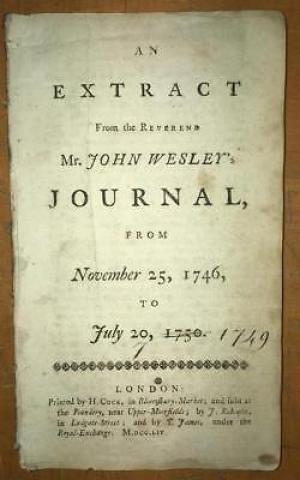 AN
EXTRACT
From the REVEREND
Mr. JOHN WESLEY's
JOURNAL,
FROM
November 25, 1746,
TO
July 20, 1750. 1749
LONDON:
Printed by H. COCK, in Bloomsbury-Market; and sold at
the Foundery, near Upper-Moorfields; by J. Robinson,
in Ludgate-Street; and by T. James, under the
Royal-Exchange. M.DCC.LIV.